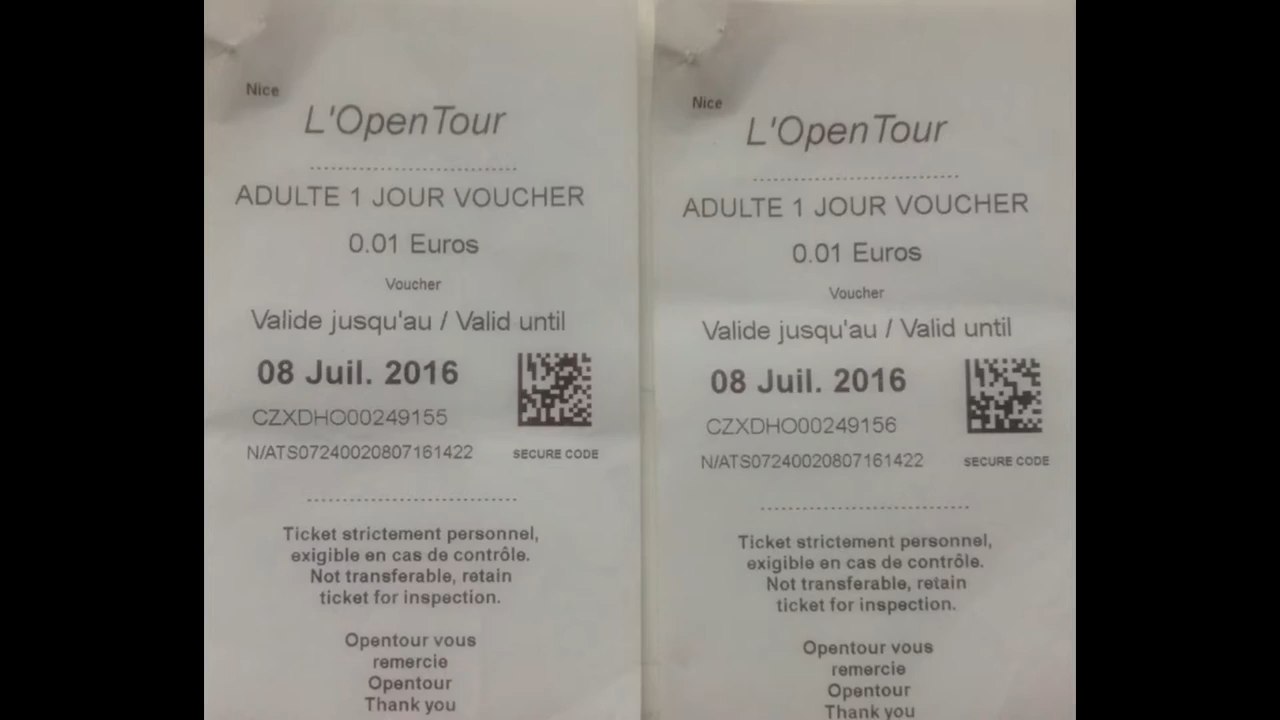 Nice
L'OpenTour
ADULTE 1 JOUR VOUCHER
0.01 Euros
Voucher
Valide jusqu'au / Valid until
08 Juil. 2016
CZXDHO00249155
N/ATS07240020807161422
SECURE CODE
Ticket strictement personnel,
exigible en cas de contrôle.
Not transferable, retain
ticket for inspection.
Opentour vous
remercie
Opentour
Thank you
Nice
L'OpenTour
ADULTE 1 JOUR VOUCHER
0.01 Euros
Voucher
Valide jusqu'au / Valid until
08 Juil. 2016
CZXDHO00249156
N/ATS07240020807161422
SECURE CODE
Ticket strictement personnel,
exigible en cas de contrôle.
Not transferable, retain
ticket for inspection.
Opentour vous
remercie
Opentour
Thank you